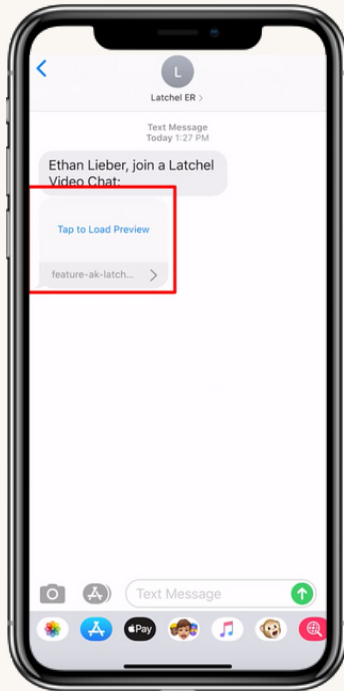 L
Latchel ER >
Text Message
Today 1:27 PM
Ethan Lieber, join a Latchel
Video Chat:
Tap to Load Preview
feature-ak-latch...
Text Message
Pay